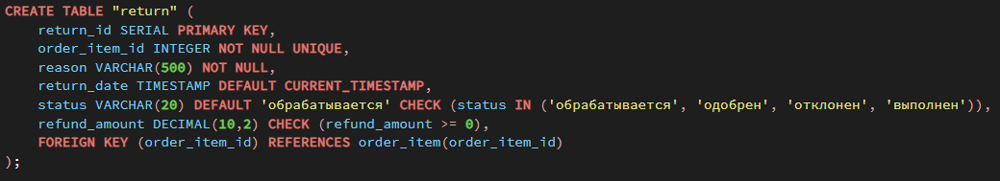 CREATE TABLE "return" (
    return_id SERIAL PRIMARY KEY,
    order_item_id INTEGER NOT NULL UNIQUE,
    reason VARCHAR(500) NOT NULL,
    return_date TIMESTAMP DEFAULT CURRENT_TIMESTAMP,
    status VARCHAR(20) DEFAULT 'обрабатывается' CHECK (status IN ('обрабатывается', 'одобрен', 'отклонен', 'выполнен')),
    refund_amount DECIMAL(10,2) CHECK (refund_amount >= 0),
    FOREIGN KEY (order_item_id) REFERENCES order_item(order_item_id)
);